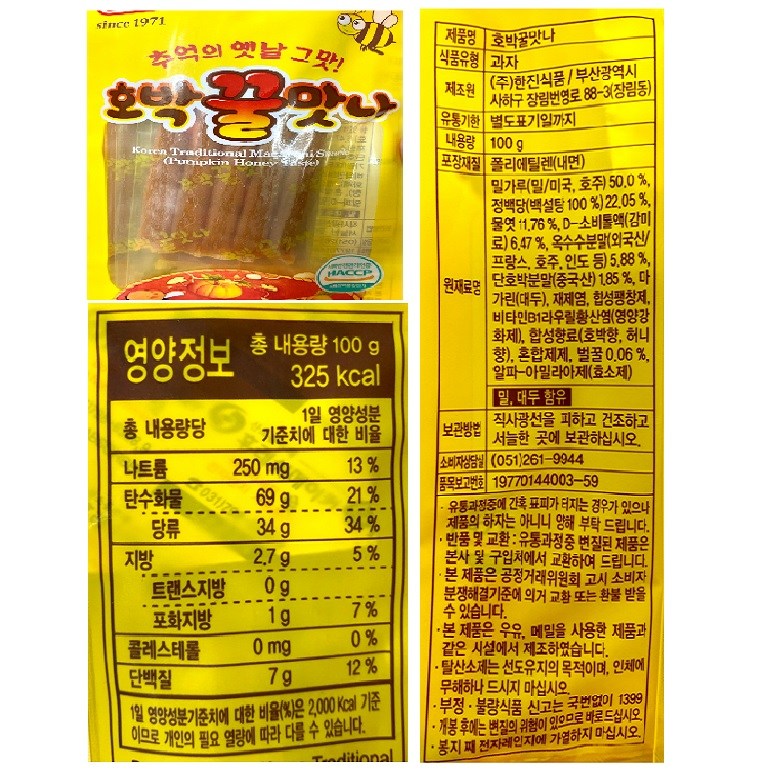 since 1971
추억의 옛날 그맛!
호박꿀맛나
Korea Traditional Macaroni Snack
(Pumpkin Honey Taste)
HACCP
영양정보
총 내용량 100 g
325 kcal
총 내용량당
1일 영양성분
기준치에 대한 비율
나트륨 250 mg 13 %
탄수화물 69 g 21 %
당류 34 g 34 %
지방 2.7 g 5 %
트랜스지방 0 g
포화지방 1 g 7 %
콜레스테롤 0 mg 0 %
단백질 7 g 12 %
1일 영양성분기준치에 대한 비율(%)은 2,000 Kcal 기준
이므로 개인의 필요 열량에 따라 다를 수 있습니다.
Traditional
제품명 호박꿀맛나
식품유형 과자
제조원 (주)한진식품 / 부산광역시
사하구 장림번영로 88-3(장림동)
유통기한 별도표기일까지
내용량 100 g
포장재질 폴리에틸렌(내면)
원재료명
밀가루(밀/미국, 호주) 50.0 %,
정백당(백설탕 100 %) 22.05 %,
물엿 11.76 %, D-소비톨액(감미
료) 6.47 %, 옥수수분말(외국산/
프랑스, 호주, 인도 등) 5.88 %,
단호박분말(중국산) 1.85 %, 마
가린(대두), 재제염, 합성팽창제,
비타민B1라우릴황산염(영양강
화제), 합성향료(호박향, 허니
향), 혼합제제, 벌꿀 0.06 %,
알파-아밀라아제(효소제)
밀, 대두 함유
보관방법 직사광선을 피하고 건조하고
서늘한 곳에 보관하십시오.
소비자상담실 (051)261-9944
품목보고번호 19770144003-59
· 유통과정중에 간혹 표피가 터지는 경우가 있으나
제품의 하자는 아니니 양해 부탁 드립니다.
· 반품 및 교환 : 유통과정중 변질된 제품은
본사 및 구입처에서 교환하여 드립니다.
· 본 제품은 공정거래위원회 고시 소비자
분쟁해결기준에 의거 교환 또는 환불 받을
수 있습니다.
· 본 제품은 우유, 메밀을 사용한 제품과
같은 시설에서 제조하였습니다.
· 탈산소제는 선도유지의 목적이며, 인체에
무해하나 드시지 마십시오.
· 부정·불량식품 신고는 국번없이 1399
· 개봉 후에는 변질의 위험이 있으므로 바로 드십시오.
· 봉지 째 전자레인지에 가열하지 마십시오.